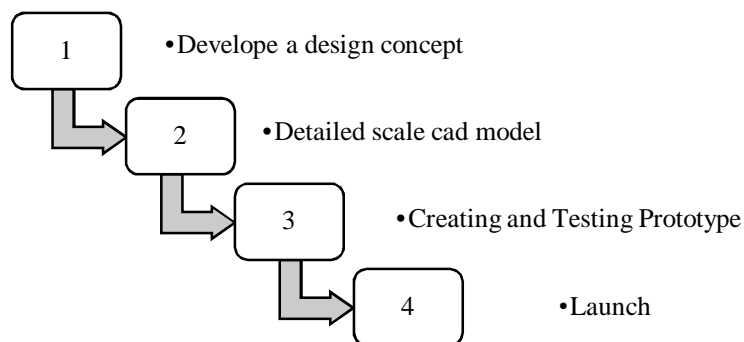 1
•Develope a design concept
2
•Detailed scale cad model
3
•Creating and Testing Prototype
4
•Launch